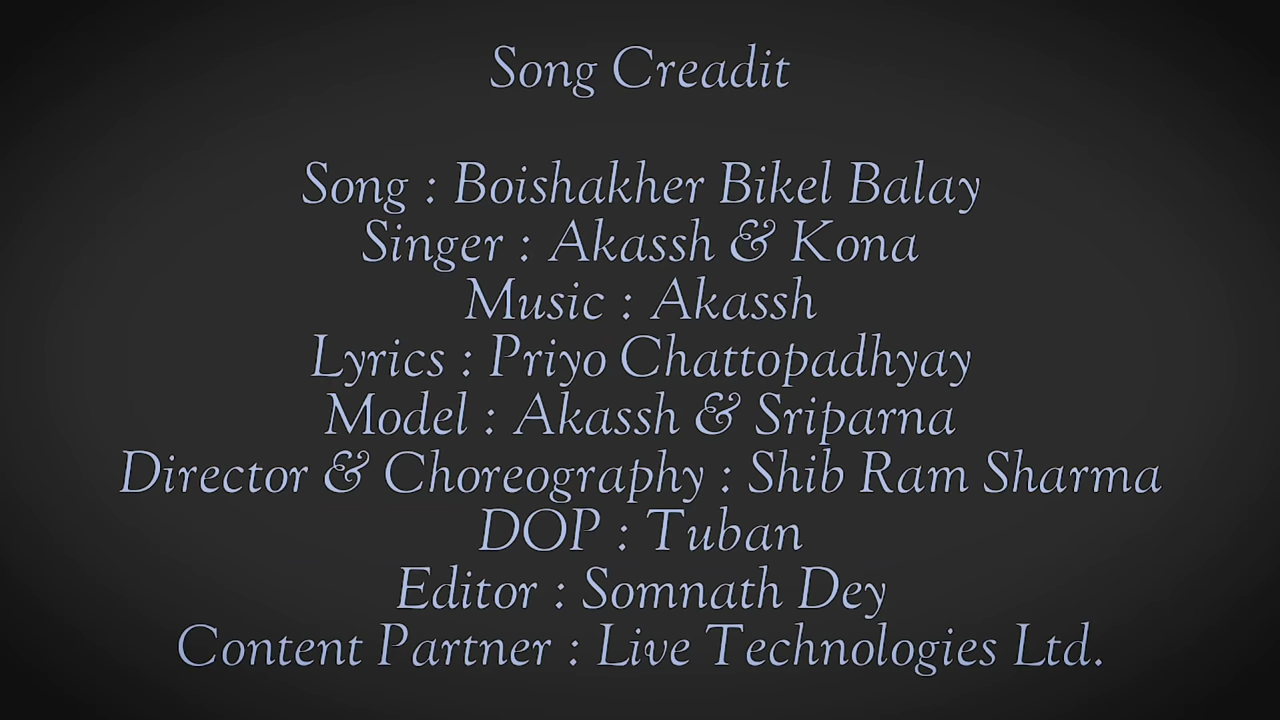 Song Creadit
Song : Boishakher Bikel Balay
Singer : Akassh & Kona
Music : Akassh
Lyrics : Priyo Chattopadhyay
Model : Akassh & Sriparna
Director & Choreography : Shib Ram Sharma
DOP : Tuban
Editor : Somnath Dey
Content Partner : Live Technologies Ltd.